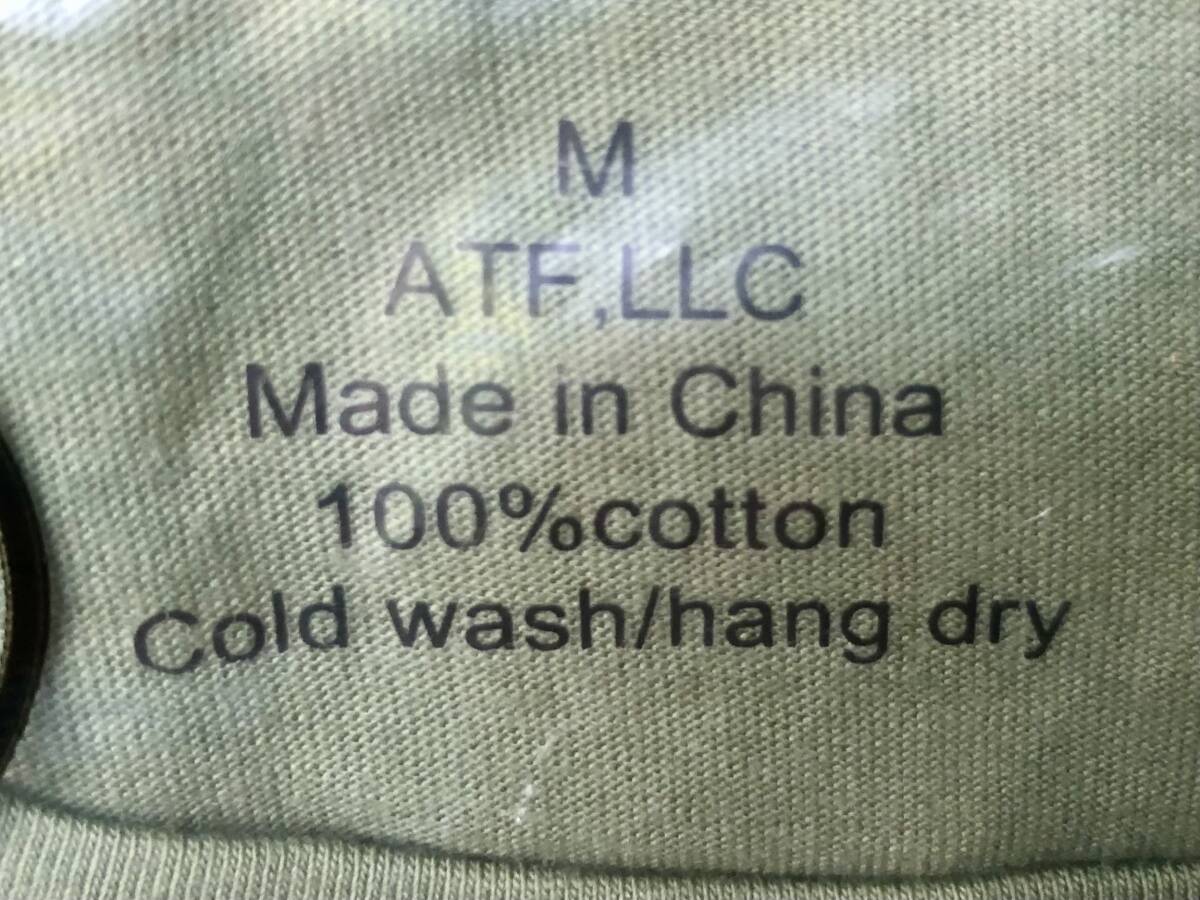 M
ATF,LLC
Made in China
100%cotton
Cold wash/hang dry